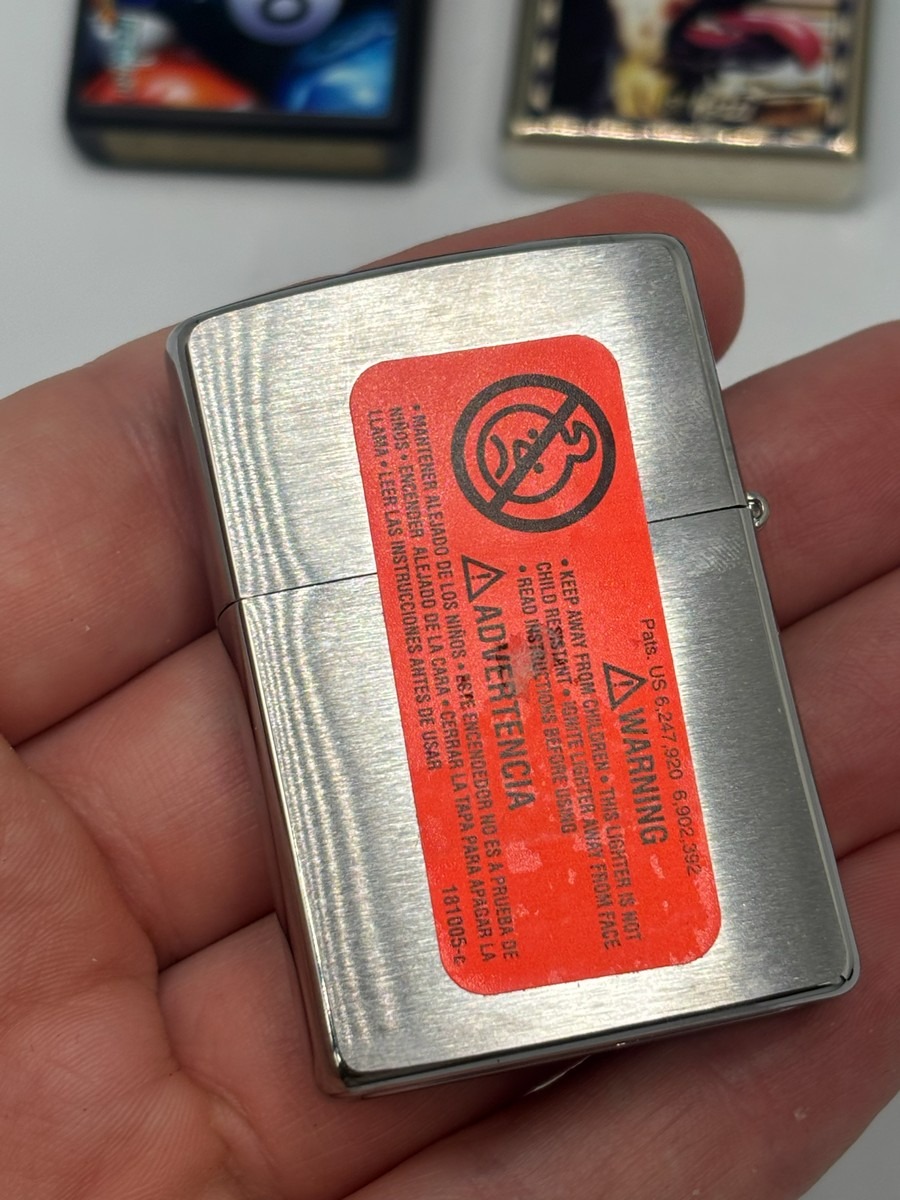 Pats. US 6,247,920 6,902,392
⚠WARNING
• KEEP AWAY FROM CHILDREN • THIS LIGHTER IS NOT
CHILD RESISTANT • IGNITE LIGHTER AWAY FROM FACE
• READ INSTRUCTIONS BEFORE USING
⚠ADVERTENCIA
• MANTENER ALEJADO DE LOS NIÑOS • ESTE ENCENDEDOR NO ES A PRUEBA DE
NIÑOS • ENCENDER ALEJADO DE LA CARA • CERRAR LA TAPA PARA APAGAR LA
LLAMA • LEER LAS INSTRUCCIONES ANTES DE USAR
181005-c
8